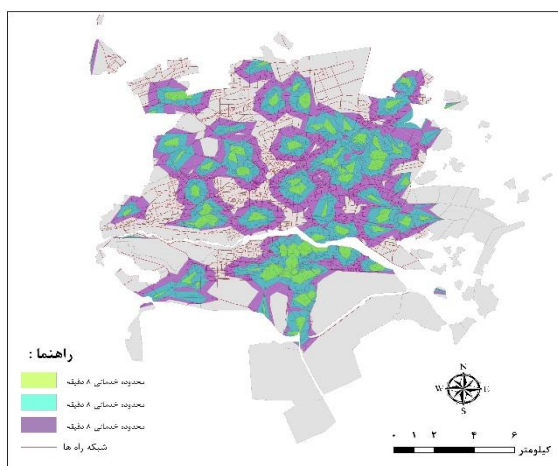 راهنما :
محدوده خدماتی ۸ دقیقه
محدوده خدماتی ۸ دقیقه
محدوده خدماتی ۸ دقیقه
شبکه راه ها
N
W E
S
۰ ۱ ۲ ۴ ۶
کیلومتر